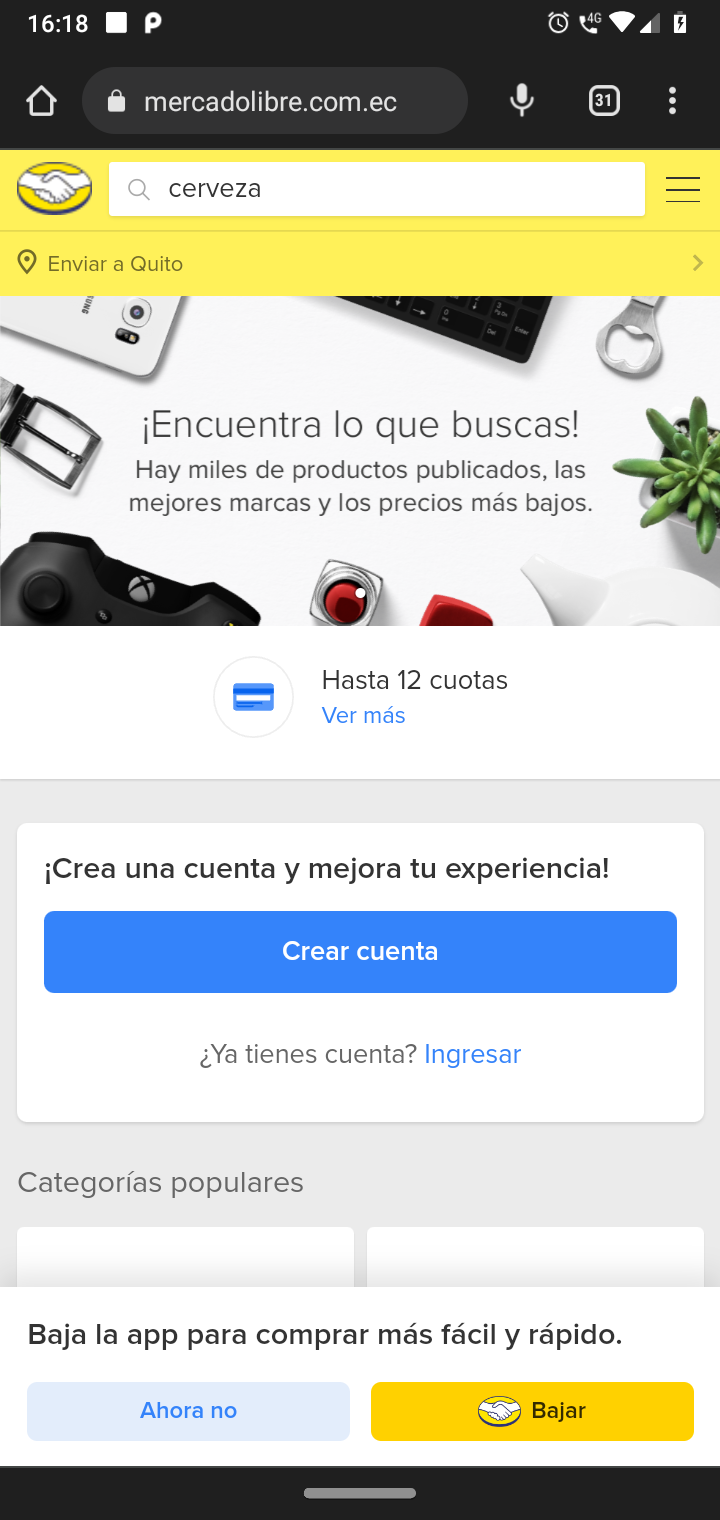 16:18
4G
mercadolibre.com.ec
31
cerveza
Enviar a Quito
SAMSUNG
¡Encuentra lo que buscas!
Hay miles de productos publicados, las
mejores marcas y los precios más bajos.
Hasta 12 cuotas
Ver más
¡Crea una cuenta y mejora tu experiencia!
Crear cuenta
¿Ya tienes cuenta? Ingresar
Categorías populares
Baja la app para comprar más fácil y rápido.
Ahora no
Bajar